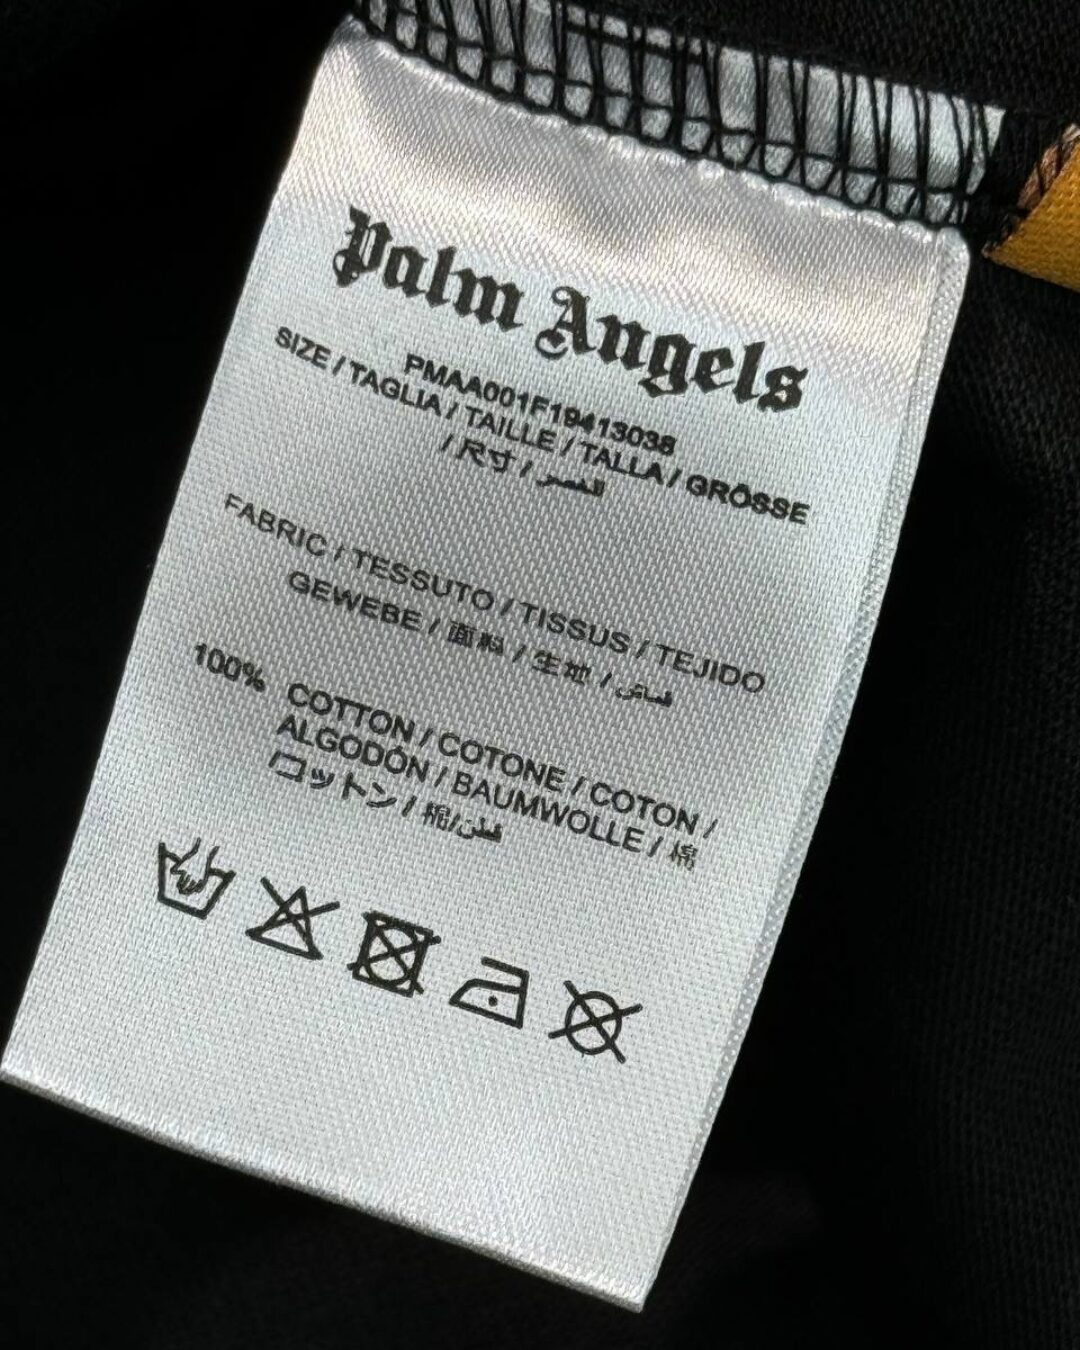 Palm Angels
PMAA001F19413038
SIZE / TAGLIA / TAILLE / TALLA / GRÖSSE
/ 尺寸 /
FABRIC / TESSUTO / TISSUS / TEJIDO
GEWEBE / 面料 / 生地 / قماش
100% COTTON / COTONE / COTON /
ALGODÓN / BAUMWOLLE / 棉
/コットン / 棉/قطن